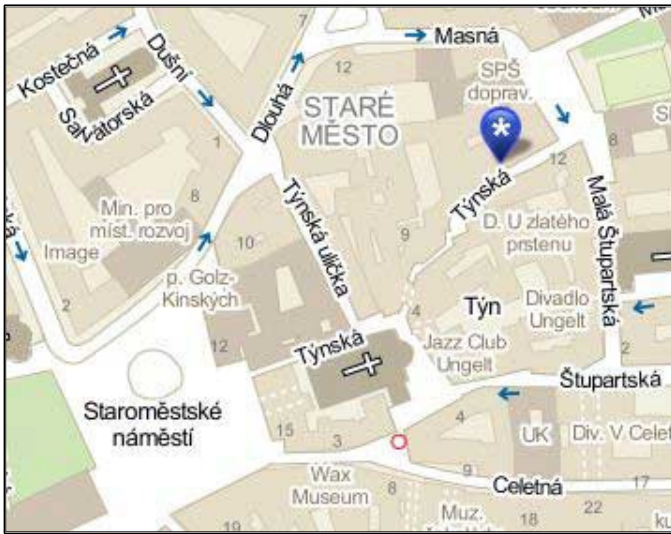 Kostečná
Dušní
7
Masná
12
SPŠ
doprav.
Salvátorská
Dlouhá
STARÉ
MĚSTO
*
1
8
12
Týnská
Malá Štupartská
Min. pro
míst. rozvoj
8
10
Týnská ulička
9
D. U zlatého
prstenu
Image
p. Golz-
Kinských
2
Týn
Divadlo
Ungelt
4
12
Týnská
Jazz Club
Ungelt
2
Štupartská
Staroměstské
náměstí
15
3
4
UK
Div. V Celet
Wax
Museum
8
9
Celetná
17
19
Muz.
18
22